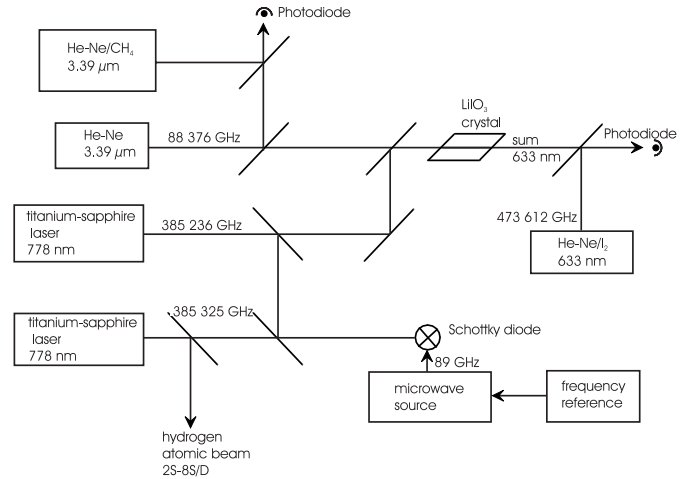 Photodiode
He-Ne/CH₄
3.39 µm
He-Ne
3.39 µm
88 376 GHz
LiIO₃
crystal
sum
633 nm
Photodiode
titanium-sapphire
laser
778 nm
385 236 GHz
473 612 GHz
He-Ne/I₂
633 nm
titanium-sapphire
laser
778 nm
385 325 GHz
Schottky diode
89 GHz
microwave
source
frequency
reference
hydrogen
atomic beam
2S-8S/D